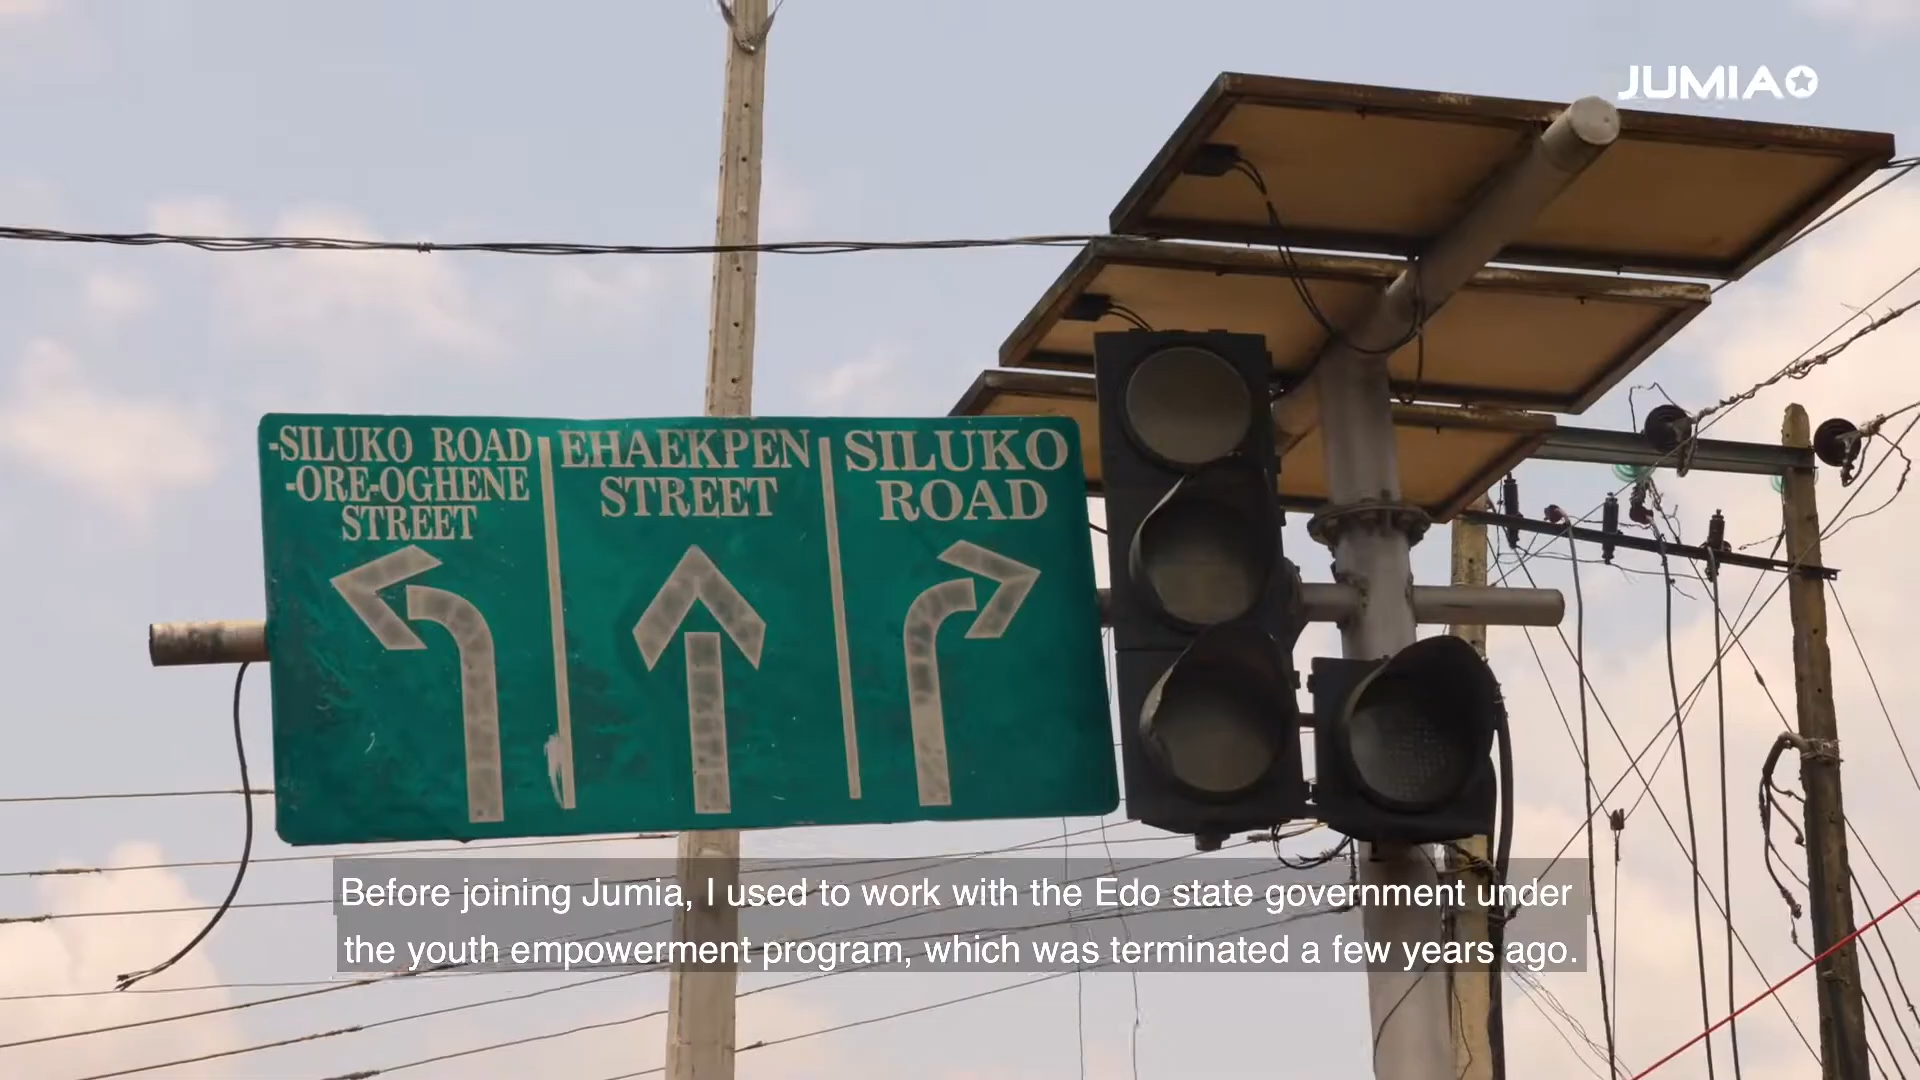 JUMIA
-SILUKO ROAD
-ORE-OGHENE
STREET
EHAEKPEN
STREET
SILUKO
ROAD
Before joining Jumia, I used to work with the Edo state government under
the youth empowerment program, which was terminated a few years ago.